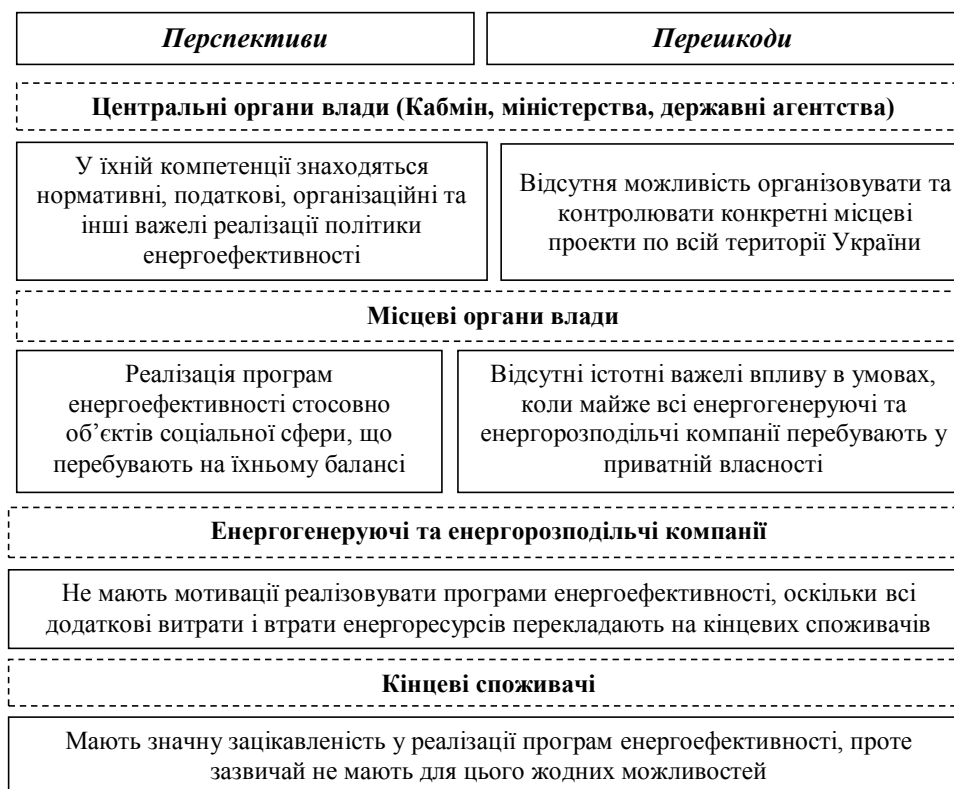 Перспективи
Перешкоди
Центральні органи влади (Кабмін, міністерства, державні агентства)
У їхній компетенції знаходяться
нормативні, податкові, організаційні та
інші важелі реалізації політики
енергоефективності
Відсутня можливість організовувати та
контролювати конкретні місцеві
проекти по всій території України
Місцеві органи влади
Реалізація програм
енергоефективності стосовно
об’єктів соціальної сфери, що
перебувають на їхньому балансі
Відсутні істотні важелі впливу в умовах,
коли майже всі енергогенеруючі та
енергорозподільчі компанії перебувають у
приватній власності
Енергогенеруючі та енергорозподільчі компанії
Не мають мотивації реалізовувати програми енергоефективності, оскільки всі
додаткові витрати і втрати енергоресурсів перекладають на кінцевих споживачів
Кінцеві споживачі
Мають значну зацікавленість у реалізації програм енергоефективності, проте
зазвичай не мають для цього жодних можливостей